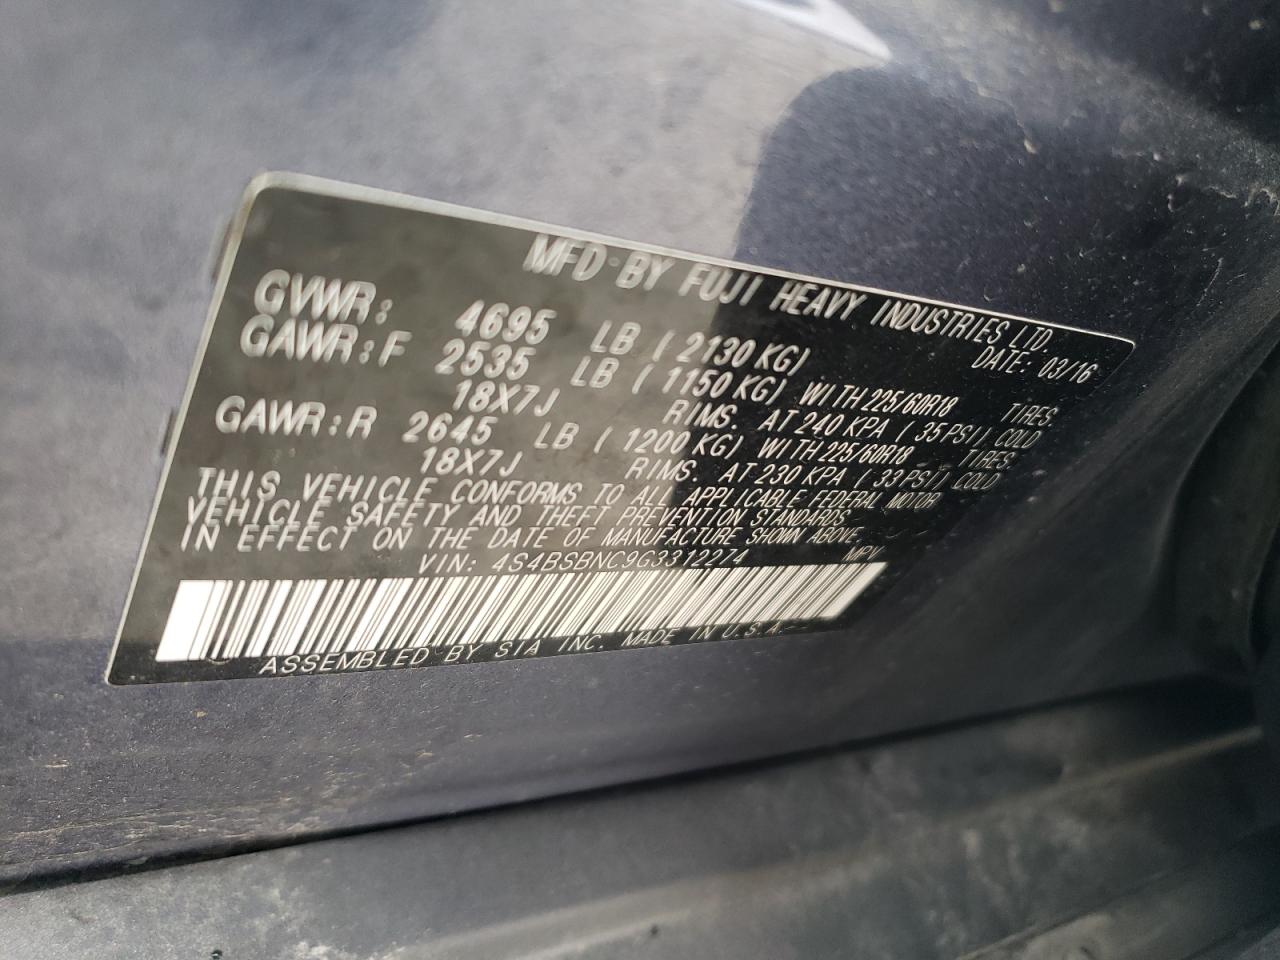 MFD BY FUJI HEAVY INDUSTRIES LTD.
DATE: 03/16
GVWR: 4695 LB ( 2130 KG)
GAWR:F 2535 LB ( 1150 KG) WITH 225/60R18 TIRES.
18X7J RIMS. AT 240 KPA ( 35 PSI) COLD
GAWR:R 2645 LB ( 1200 KG) WITH 225/60R18 TIRES.
18X7J RIMS. AT 230 KPA ( 33 PSI) COLD
THIS VEHICLE CONFORMS TO ALL APPLICABLE FEDERAL MOTOR
VEHICLE SAFETY AND THEFT PREVENTION STANDARDS
IN EFFECT ON THE DATE OF MANUFACTURE SHOWN ABOVE.
VIN: 4S4BSBNC9G3312274 MPV
ASSEMBLED BY SIA INC. MADE IN U.S.A.